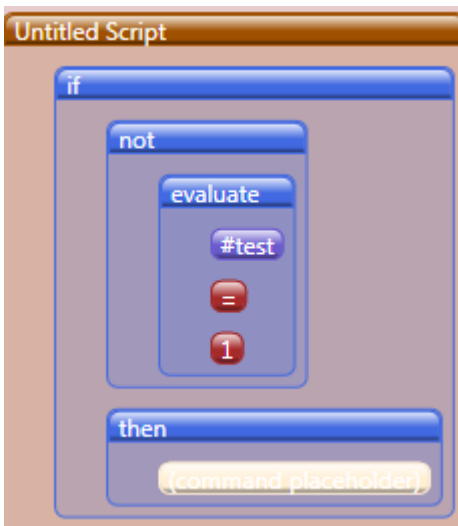 Untitled Script
if
not
evaluate
#test
=
1
then
(command placeholder)